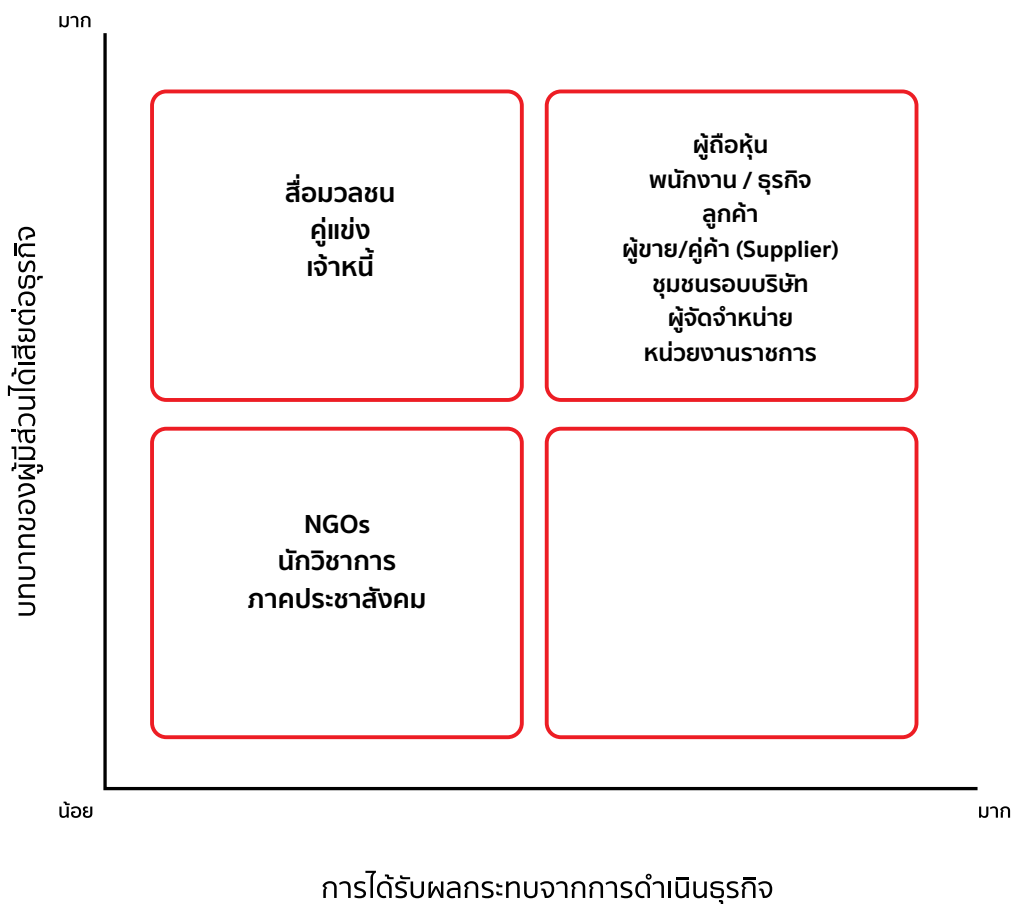 มาก
บทบาทของผู้มีส่วนได้เสียต่อธุรกิจ
สื่อมวลชน
คู่แข่ง
เจ้าหนี้
ผู้ถือหุ้น
พนักงาน / ธุรกิจ
ลูกค้า
ผู้ขาย/คู่ค้า (Supplier)
ชุมชนรอบบริษัท
ผู้จัดจำหน่าย
หน่วยงานราชการ
NGOs
นักวิชาการ
ภาคประชาสังคม
น้อย
มาก
การได้รับผลกระทบจากการดำเนินธุรกิจ